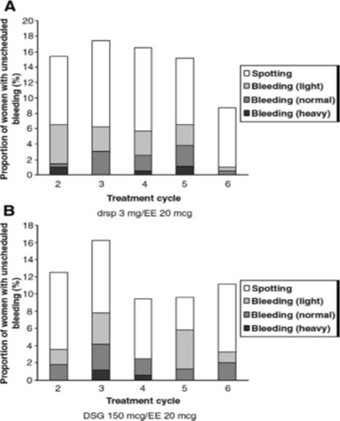 A
Proportion of women with unscheduled
bleeding (%)
20
18
16
14
12
10
8
6
4
2
0
2 3 4 5 6
Treatment cycle
drsp 3 mg/EE 20 mcg
Spotting
Bleeding (light)
Bleeding (normal)
Bleeding (heavy)
B
Proportion of women with unscheduled
bleeding (%)
18
16
14
12
10
8
6
4
2
0
2 3 4 5 6
Treatment cycle
DSG 150 mcg/EE 20 mcg
Spotting
Bleeding (light)
Bleeding (normal)
Bleeding (heavy)